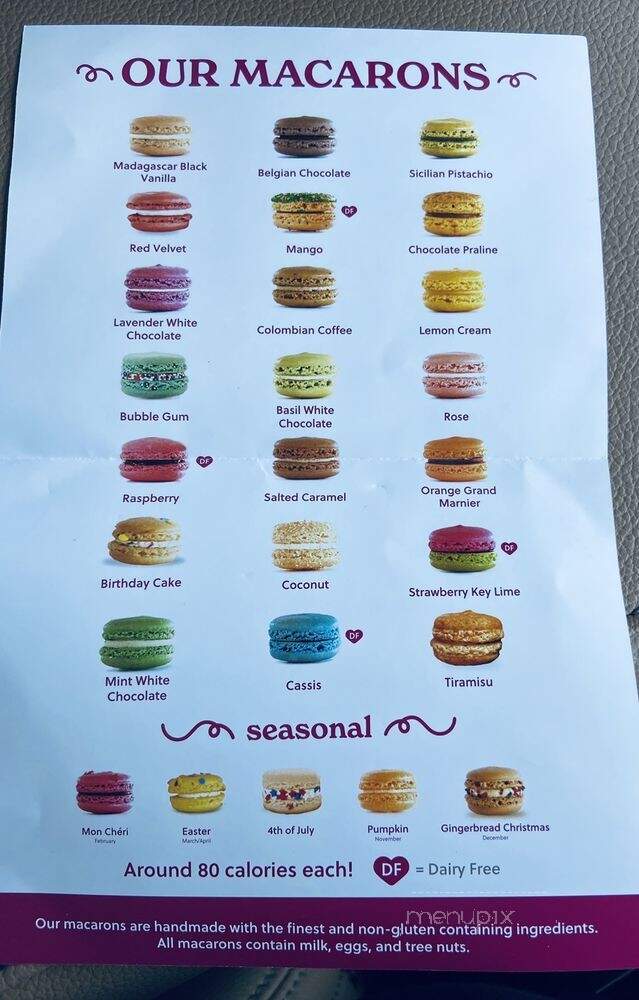 OUR MACARONS
Madagascar Black
Vanilla
Belgian Chocolate
Sicilian Pistachio
Red Velvet
DF
Mango
Chocolate Praline
Lavender White
Chocolate
Colombian Coffee
Lemon Cream
Bubble Gum
Basil White
Chocolate
Rose
DF
Raspberry
Salted Caramel
Orange Grand
Marnier
Birthday Cake
Coconut
DF
Strawberry Key Lime
Mint White
Chocolate
DF
Cassis
Tiramisu
seasonal
Mon Chéri
February
Easter
March/April
4th of July
Pumpkin
November
Gingerbread Christmas
December
Around 80 calories each! DF = Dairy Free
menupix
Our macarons are handmade with the finest and non-gluten containing ingredients.
All macarons contain milk, eggs, and tree nuts.